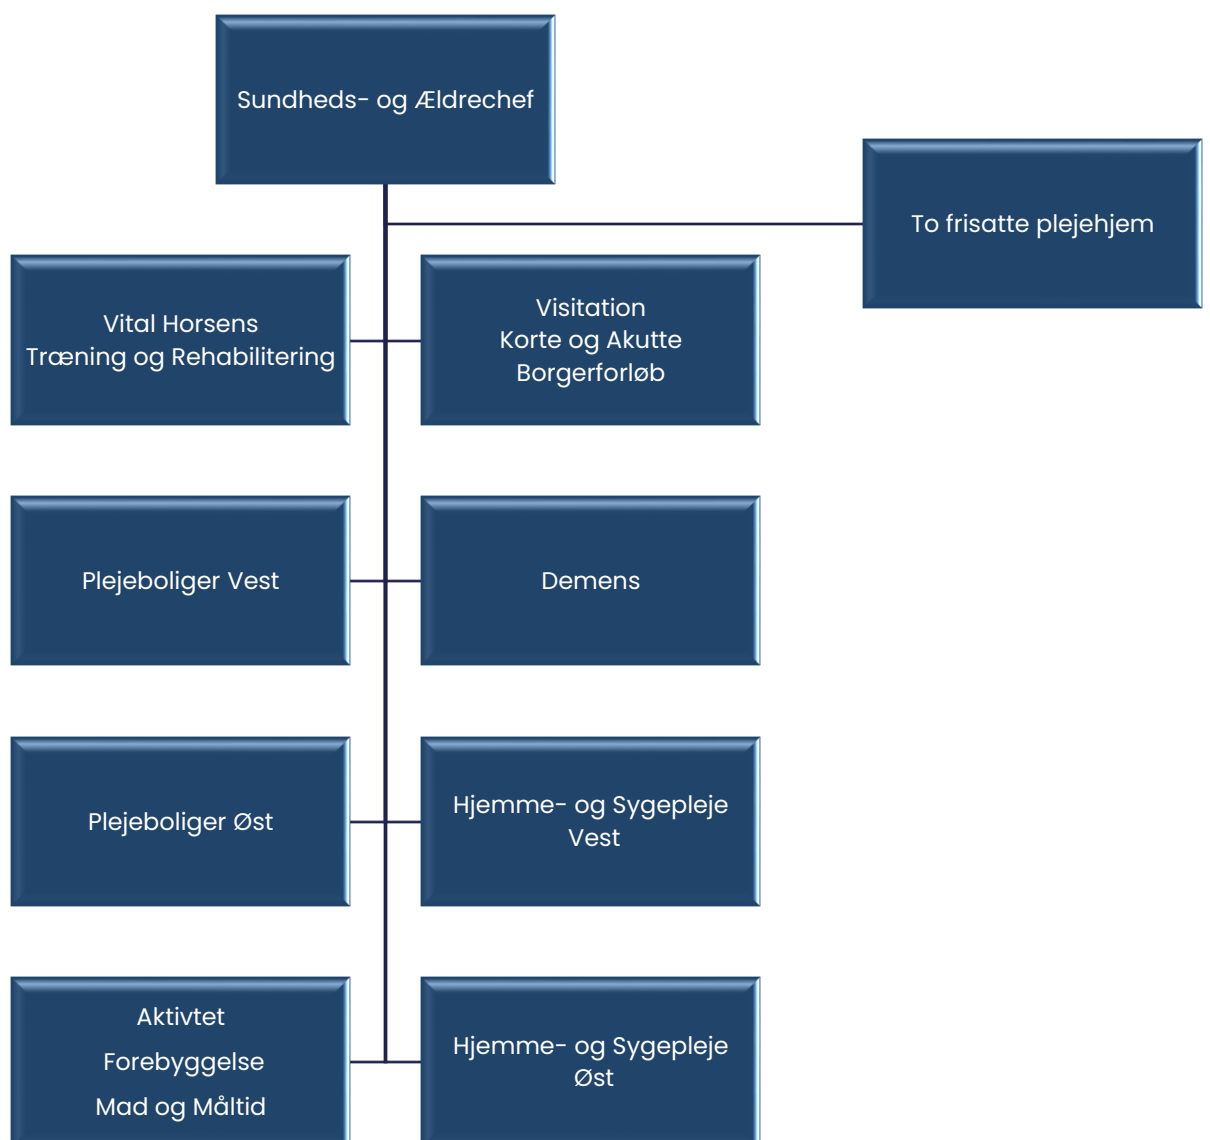 Sundheds- og Ældrechef
To frisatte plejehjem
Vital Horsens
Træning og Rehabilitering
Visitation
Korte og Akutte
Borgerforløb
Plejeboliger Vest
Demens
Plejeboliger Øst
Hjemme- og Sygepleje
Vest
Aktivtet
Forebyggelse
Mad og Måltid
Hjemme- og Sygepleje
Øst